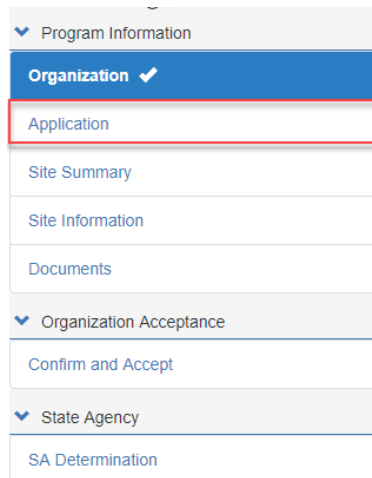 Program Information
Organization ✔
Application
Site Summary
Site Information
Documents
Organization Acceptance
Confirm and Accept
State Agency
SA Determination